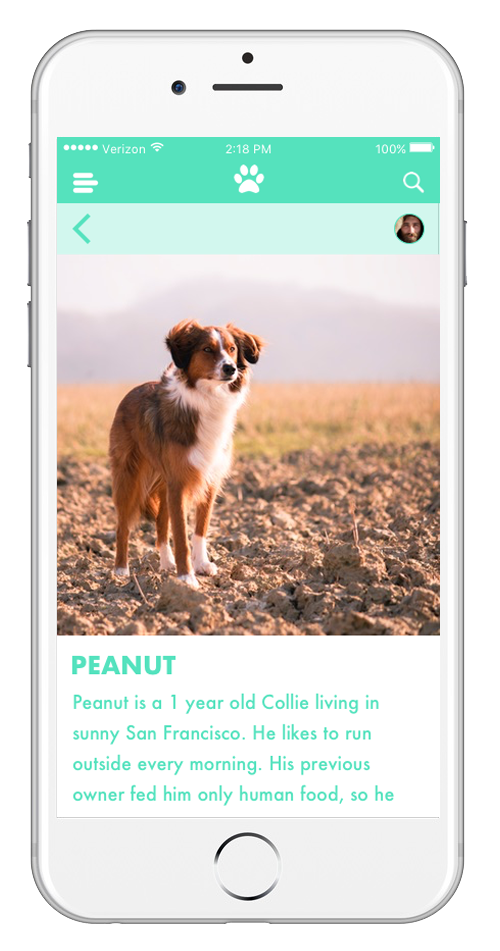 Verizon 2:18 PM 100%
PEANUT
Peanut is a 1 year old Collie living in
sunny San Francisco. He likes to run
outside every morning. His previous
owner fed him only human food, so he